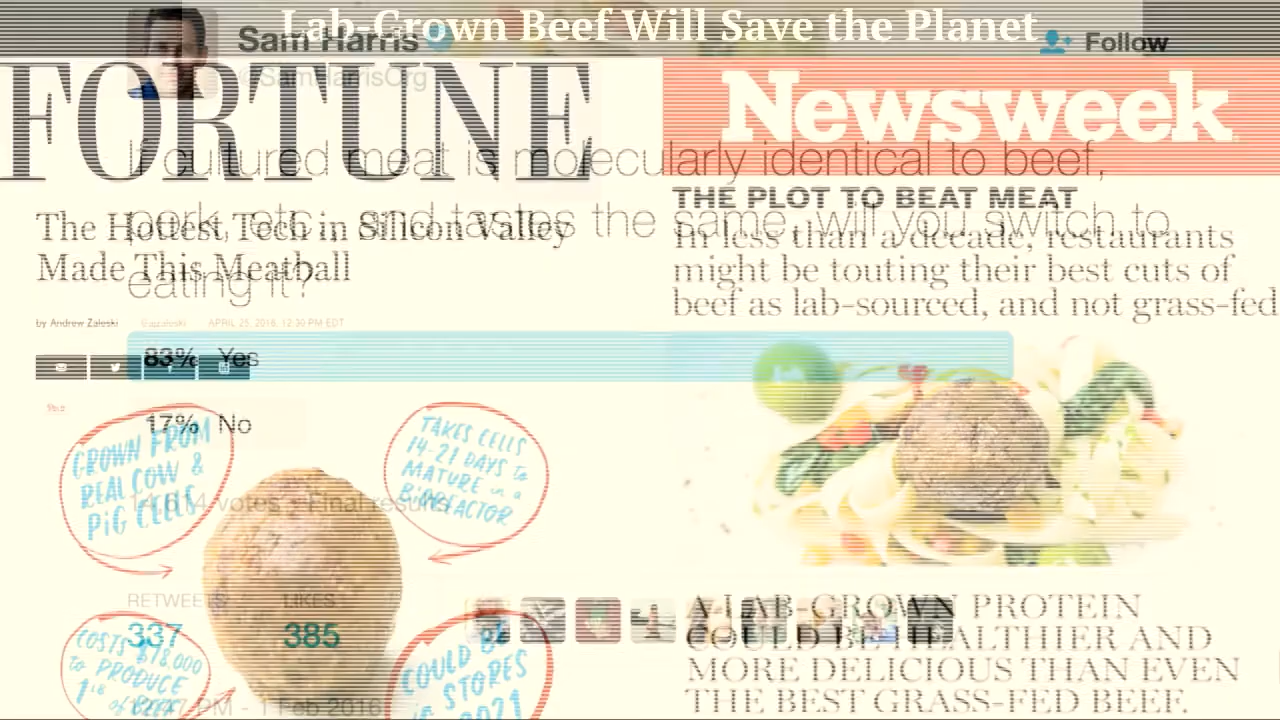 Lab-Grown Beef Will Save the Planet
Sam Harris
@SamHarrisOrg
Follow
FORTUNE
Newsweek
If cultured meat is molecularly identical to beef,
pork, etc., and tastes the same, will you switch to
eating it?
The Hottest Tech in Silicon Valley
Made This Meatball
THE PLOT TO BEAT MEAT
In less than a decade, restaurants
might be touting their best cuts of
beef as lab-sourced, and not grass-fed
by Andrew Zaleski
APRIL 25, 2016, 12:30 PM EDT
83% Yes
17% No
votes Final results
GROWN FROM
REAL COW &
PiG CELLS
TAKES CELLS
14-21 DAYS to
MATURE in a
BIOREACTOR
RETWEETS
337
LIKES
385
COSTS $18,000
to PRODUCE
1 lb
of BEEF
COULD BE
STORES
2021
PM - 1 Feb 2016
A LAB-GROWN PROTEIN
COULD BE HEALTHIER AND
MORE DELICIOUS THAN EVEN
THE BEST GRASS-FED BEEF.